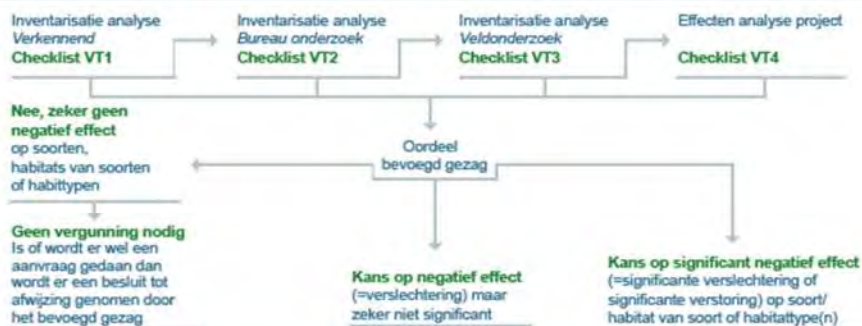 Inventarisatie analyse
Verkennend
Checklist VT1
Inventarisatie analyse
Bureau onderzoek
Checklist VT2
Inventarisatie analyse
Veldonderzoek
Checklist VT3
Effecten analyse project
Checklist VT4
Nee, zeker geen
negatief effect
op soorten,
habitats van soorten
of habittypen
Oordeel
bevoegd gezag
Geen vergunning nodig
Is of wordt er wel een
aanvraag gedaan dan
wordt er een besluit tot
afwijzing genomen door
het bevoegd gezag
Kans op negatief effect
(=verslechtering) maar
zeker niet significant
Kans op significant negatief effect
(=significante verslechtering of
significante verstoring) op soort/
habitat van soort of habitattype(n)